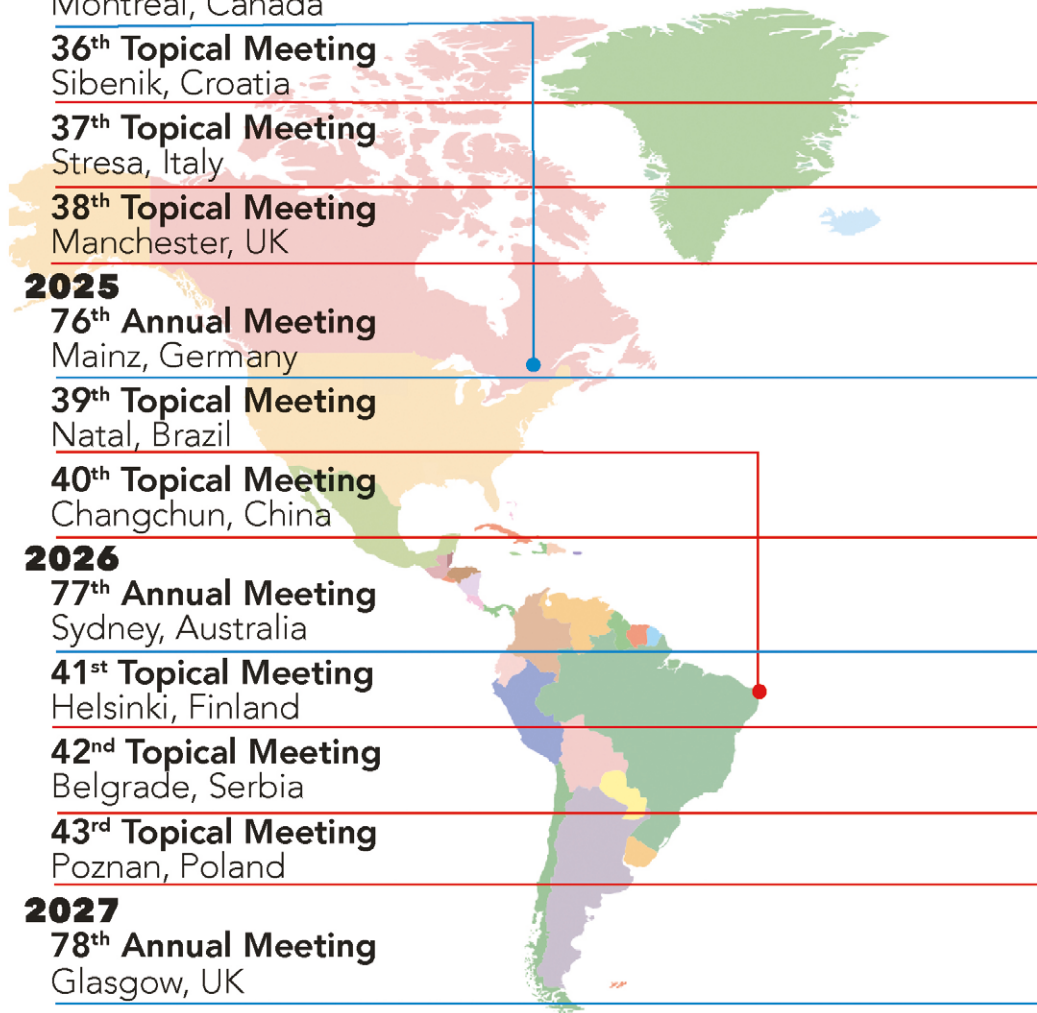 Montreal, Canada
36th Topical Meeting
Sibenik, Croatia
37th Topical Meeting
Stresa, Italy
38th Topical Meeting
Manchester, UK
2025
76th Annual Meeting
Mainz, Germany
39th Topical Meeting
Natal, Brazil
40th Topical Meeting
Changchun, China
2026
77th Annual Meeting
Sydney, Australia
41st Topical Meeting
Helsinki, Finland
42nd Topical Meeting
Belgrade, Serbia
43rd Topical Meeting
Poznan, Poland
2027
78th Annual Meeting
Glasgow, UK